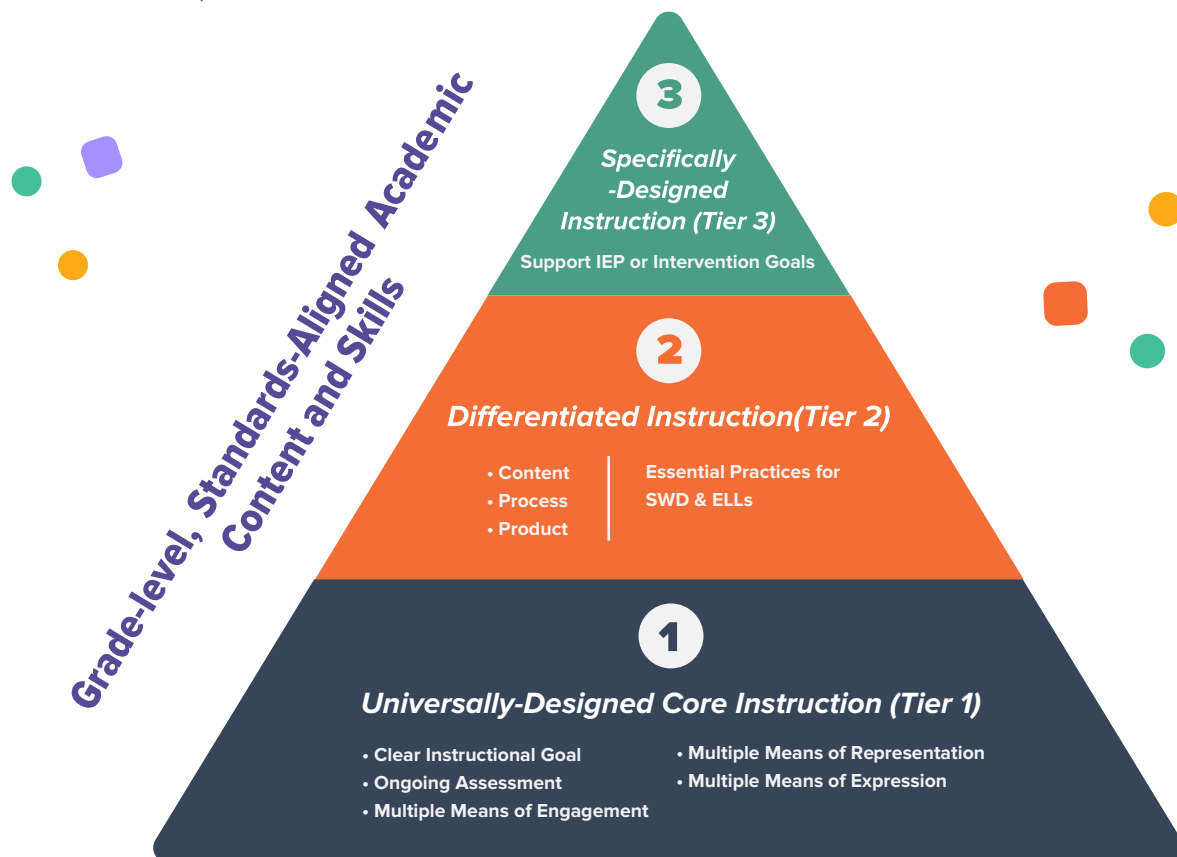 Grade-level, Standards-Aligned Academic
Content and Skills
3
Specifically
-Designed
Instruction (Tier 3)
Support IEP or Intervention Goals
2
Differentiated Instruction(Tier 2)
• Content
• Process
• Product
Essential Practices for
SWD & ELLs
1
Universally-Designed Core Instruction (Tier 1)
• Clear Instructional Goal
• Ongoing Assessment
• Multiple Means of Engagement
• Multiple Means of Representation
• Multiple Means of Expression